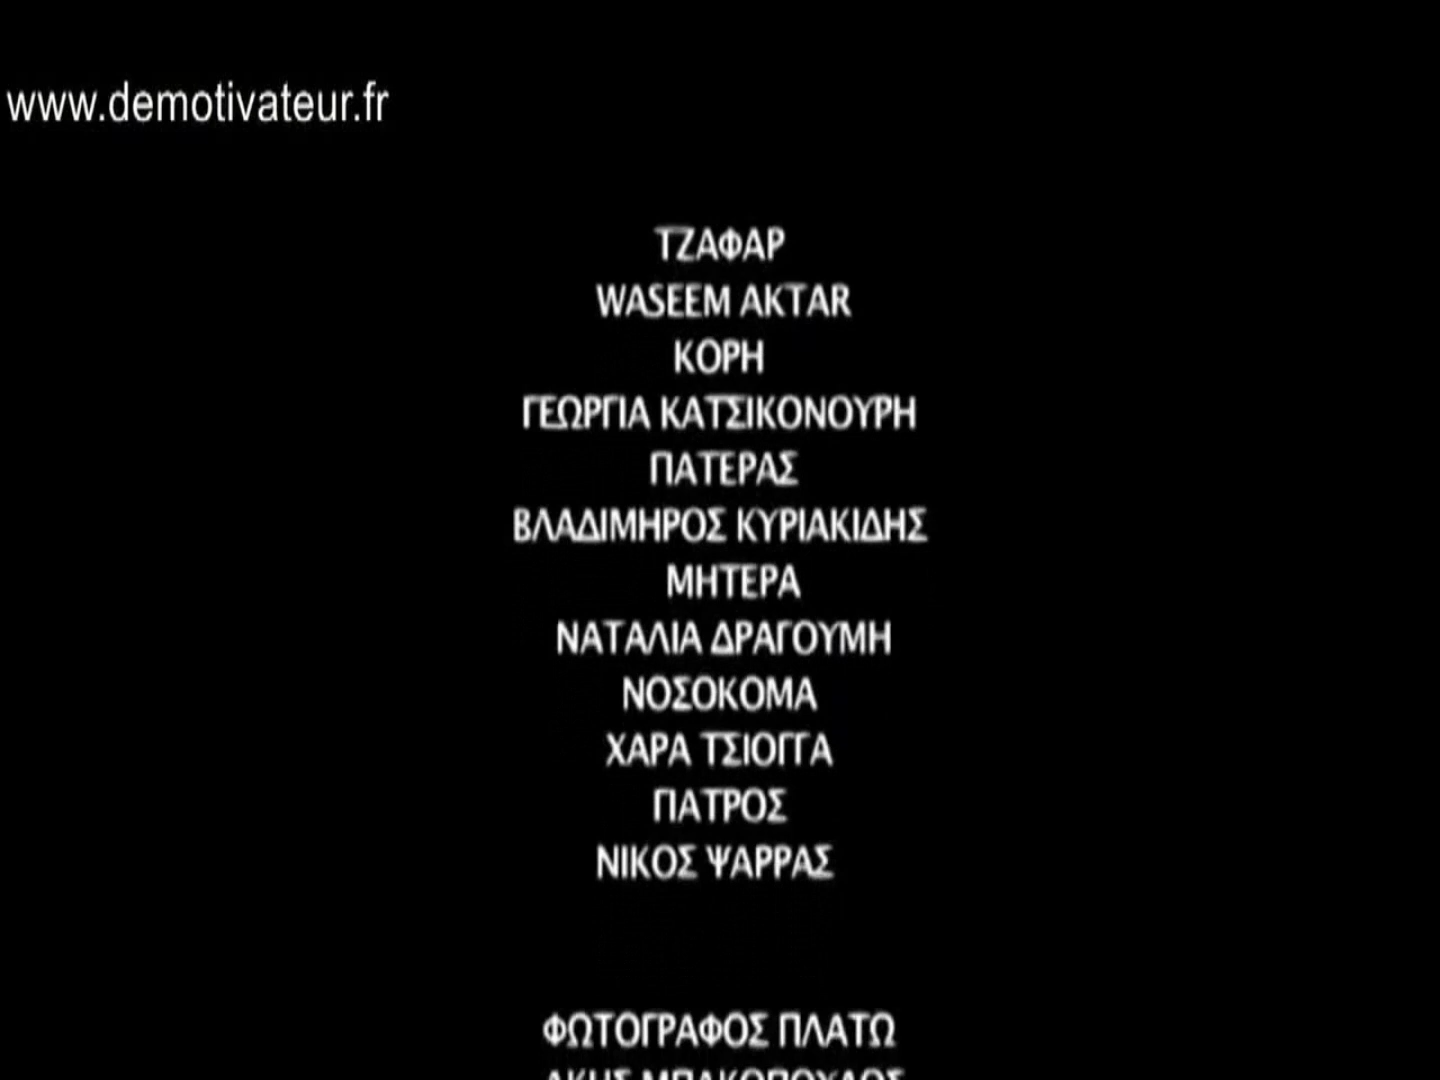 www.demotivateur.fr
ΤΖΑΦΑΡ
WASEEM AKTAR
ΚΟΡΗ
ΓΕΩΡΓΙΑ ΚΑΤΣΙΚΟΝΟΥΡΗ
ΠΑΤΕΡΑΣ
ΒΛΑΔΙΜΗΡΟΣ ΚΥΡΙΑΚΙΔΗΣ
ΜΗΤΕΡΑ
ΝΑΤΑΛΙΑ ΔΡΑΓΟΥΜΗ
ΝΟΣΟΚΟΜΑ
ΧΑΡΑ ΤΣΙΟΓΓΑ
ΠΑΤΡΟΣ
ΝΙΚΟΣ ΨΑΡΡΑΣ
ΦΩΤΟΓΡΑΦΟΣ ΠΛΑΤΩ